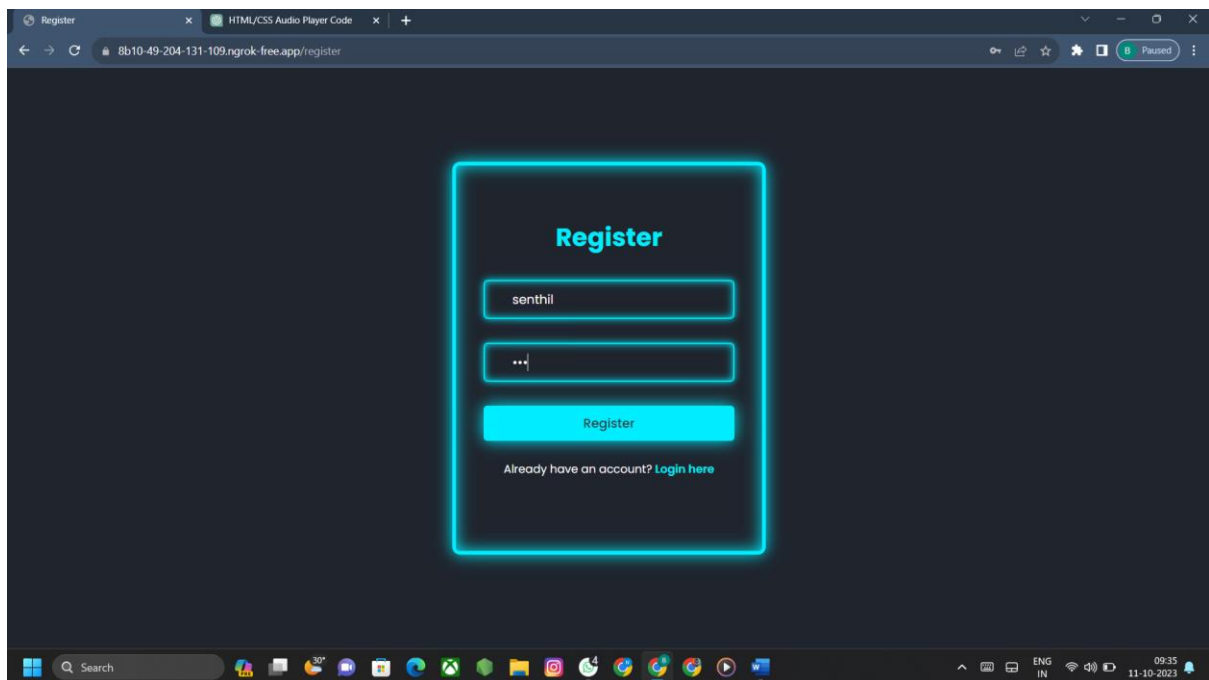 Register
HTML/CSS Audio Player Code
8b10-49-204-131-109.ngrok-free.app/register
B Paused
Register
senthil
•••
Register
Already have an account? Login here
Search
30°
4
ENG
IN
09:35
11-10-2023